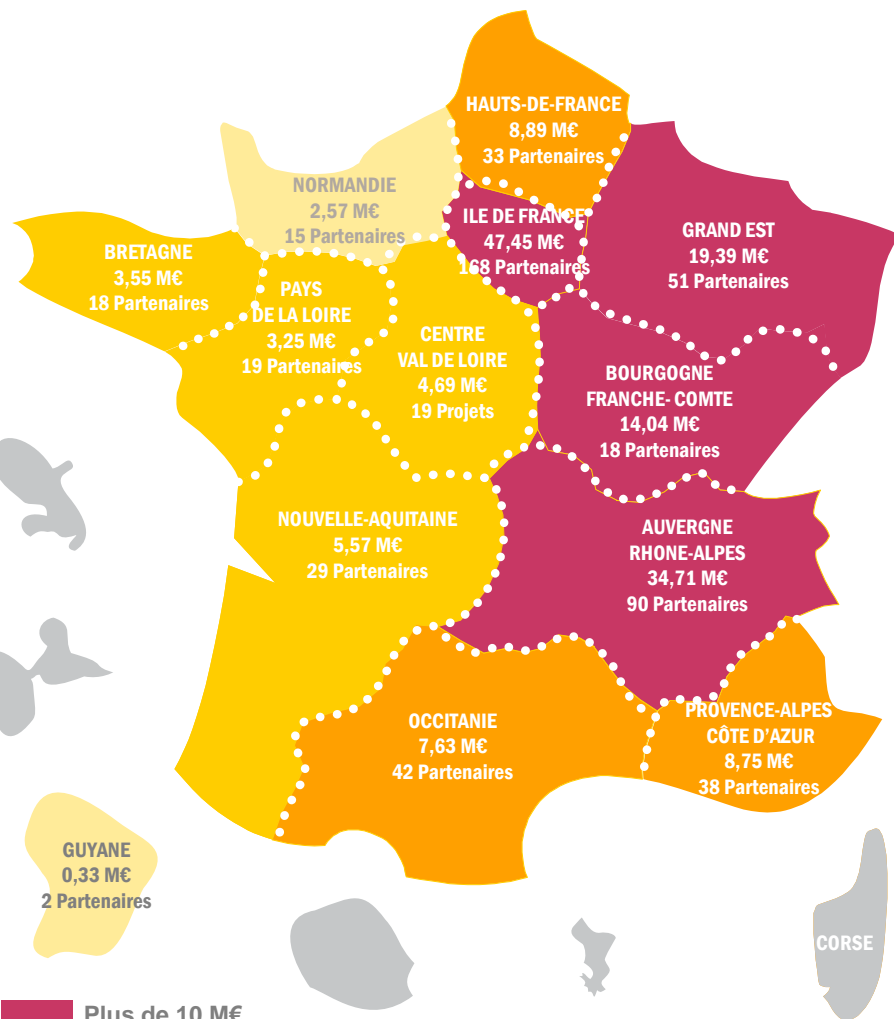 HAUTS-DE-FRANCE
8,89 M€
33 Partenaires
NORMANDIE
2,57 M€
15 Partenaires
ILE DE FRANCE
47,45 M€
168 Partenaires
GRAND EST
19,39 M€
51 Partenaires
BRETAGNE
3,55 M€
18 Partenaires
PAYS
DE LA LOIRE
3,25 M€
19 Partenaires
CENTRE
VAL DE LOIRE
4,69 M€
19 Projets
BOURGOGNE
FRANCHE- COMTE
14,04 M€
18 Partenaires
NOUVELLE-AQUITAINE
5,57 M€
29 Partenaires
AUVERGNE
RHONE-ALPES
34,71 M€
90 Partenaires
OCCITANIE
7,63 M€
42 Partenaires
PROVENCE-ALPES
CÔTE D'AZUR
8,75 M€
38 Partenaires
GUYANE
0,33 M€
2 Partenaires
CORSE
Plus de 10 M€